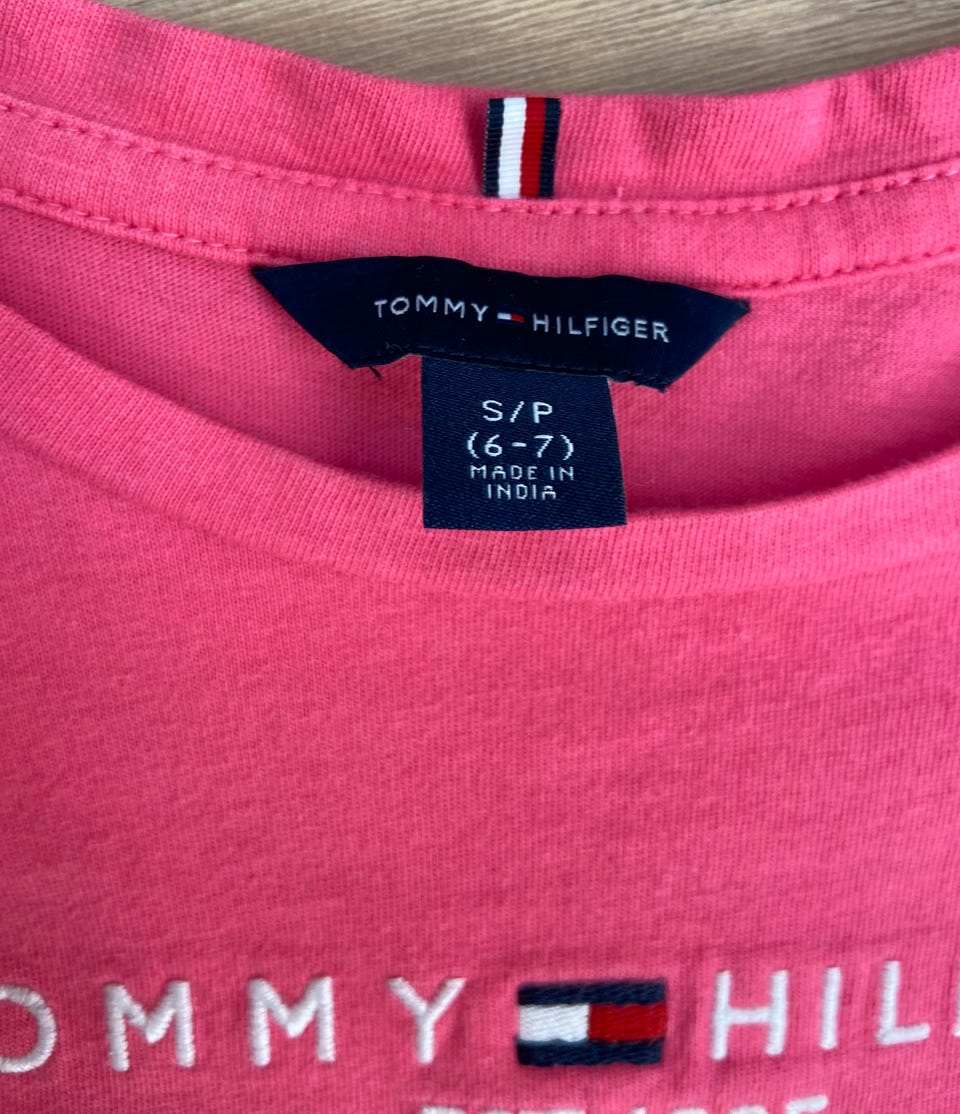 TOMMY HILFIGER
S/P
(6-7)
MADE IN
INDIA
OMMY HIL